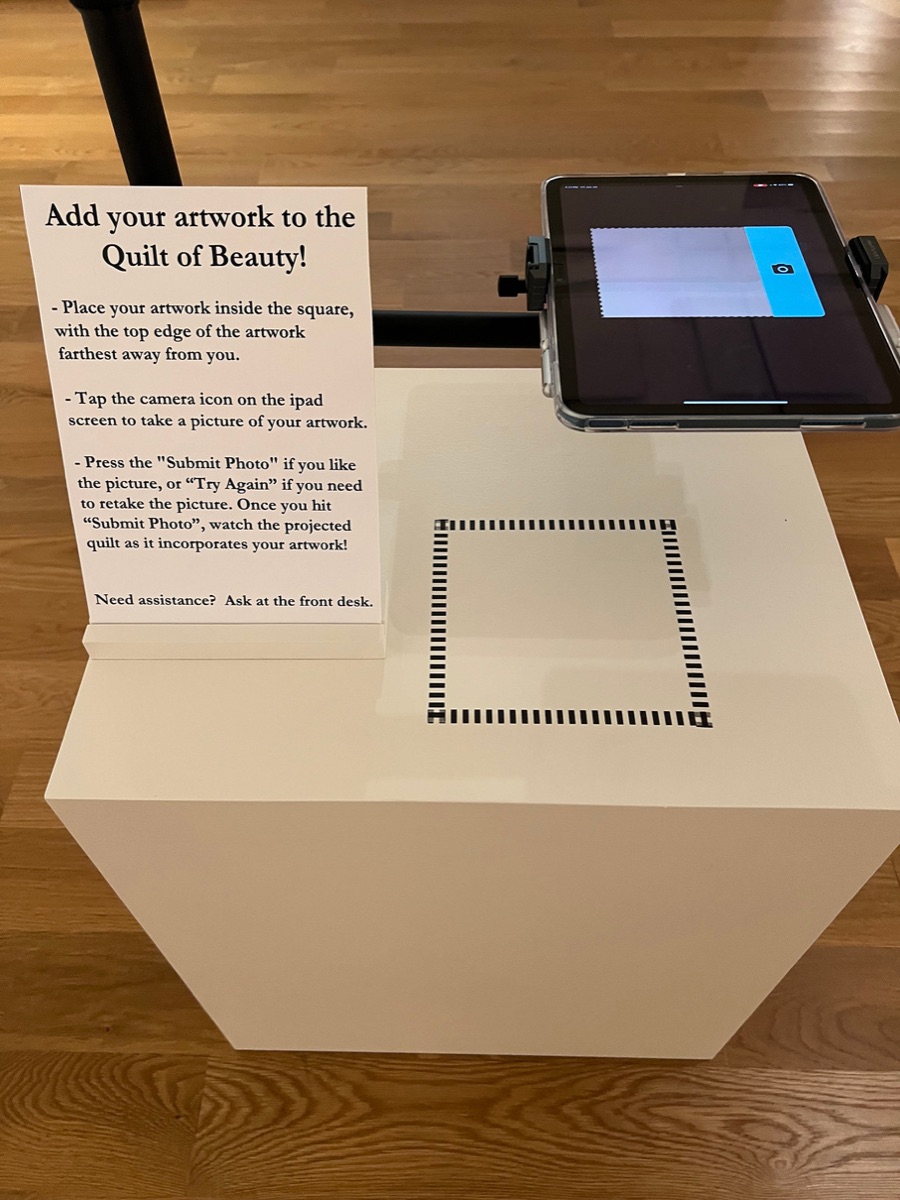 Add your artwork to the
Quilt of Beauty!
- Place your artwork inside the square,
with the top edge of the artwork
farthest away from you.
- Tap the camera icon on the ipad
screen to take a picture of your artwork.
- Press the "Submit Photo" if you like
the picture, or “Try Again” if you need
to retake the picture. Once you hit
“Submit Photo”, watch the projected
quilt as it incorporates your artwork!
Need assistance? Ask at the front desk.